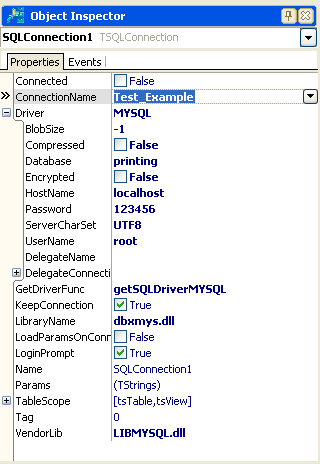 Object Inspector
SQLConnection1 TSQLConnection
Properties Events
Connected False
ConnectionName Test_Example
Driver MYSQL
BlobSize -1
Compressed False
Database printing
Encrypted False
HostName localhost
Password 123456
ServerCharSet UTF8
UserName root
DelegateName
DelegateConnecti
GetDriverFunc getSQLDriverMYSQL
KeepConnection True
LibraryName dbxmys.dll
LoadParamsOnConn False
LoginPrompt True
Name SQLConnection1
Params (TStrings)
TableScope [tsTable,tsView]
Tag 0
VendorLib LIBMYSQL.dll